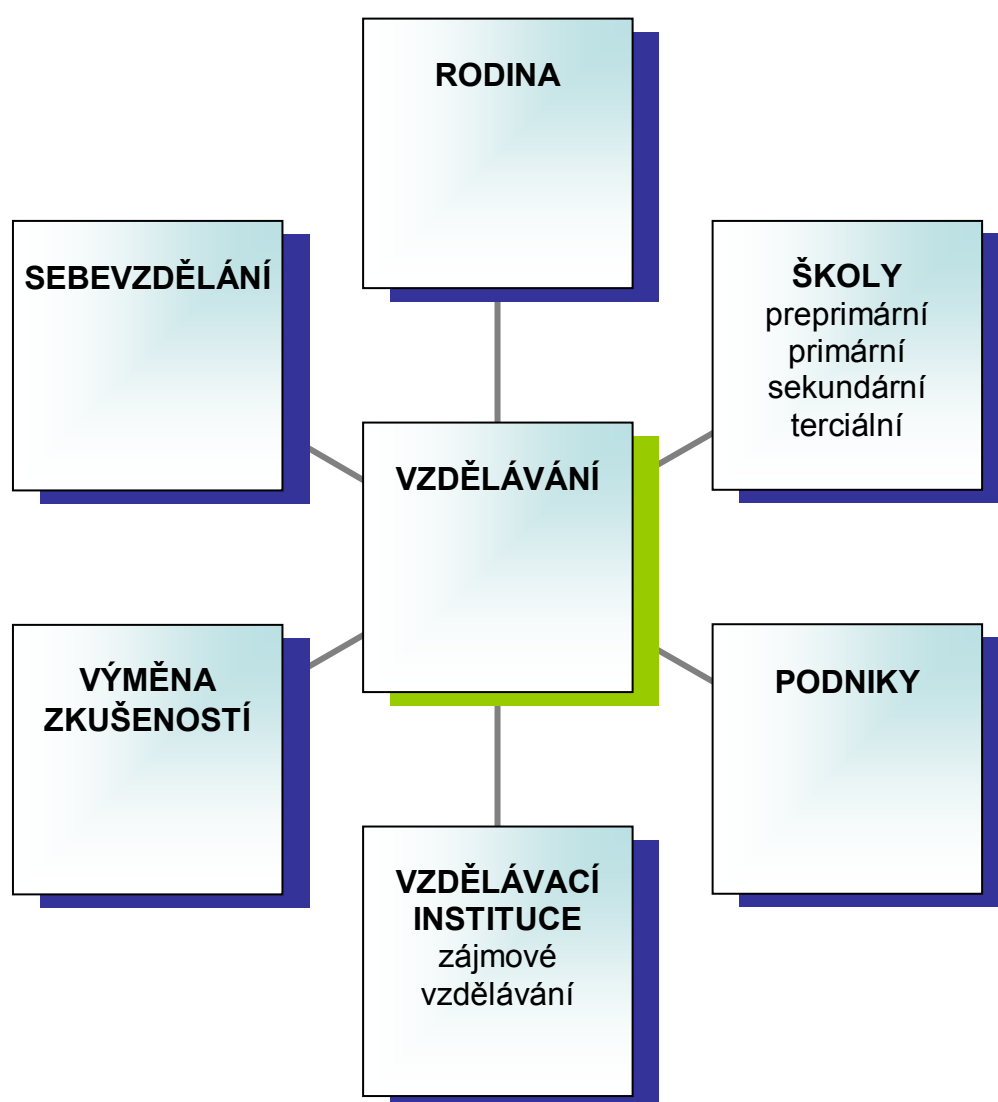 RODINA
SEBEVZDĚLÁNÍ
ŠKOLY
preprimární
primární
sekundární
terciální
VZDĚLÁVÁNÍ
VÝMĚNA
ZKUŠENOSTÍ
PODNIKY
VZDĚLÁVACÍ
INSTITUCE
zájmové
vzdělávání